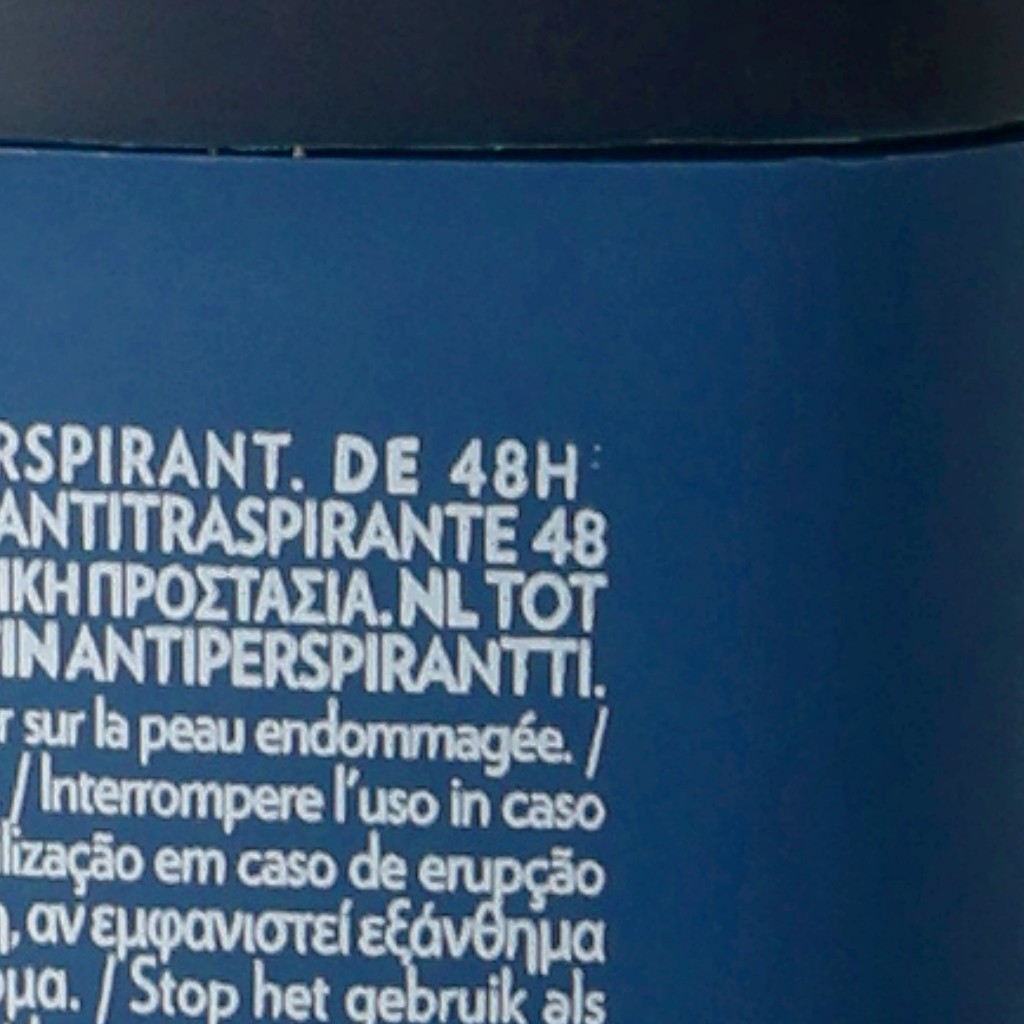 RSPIRANT. DE 48H
ANTITRASPIRANTE 48
ΙΚΗ ΠΡΟΣΤΑΣΙΑ. NL TOT
IN ANTIPERSPIRANTTI.
r sur la peau endommagée. /
/ Interrompere l'uso in caso
lização em caso de erupção
η, αν εμφανιστεί εξάνθημα
μα. / Stop het gebruik als